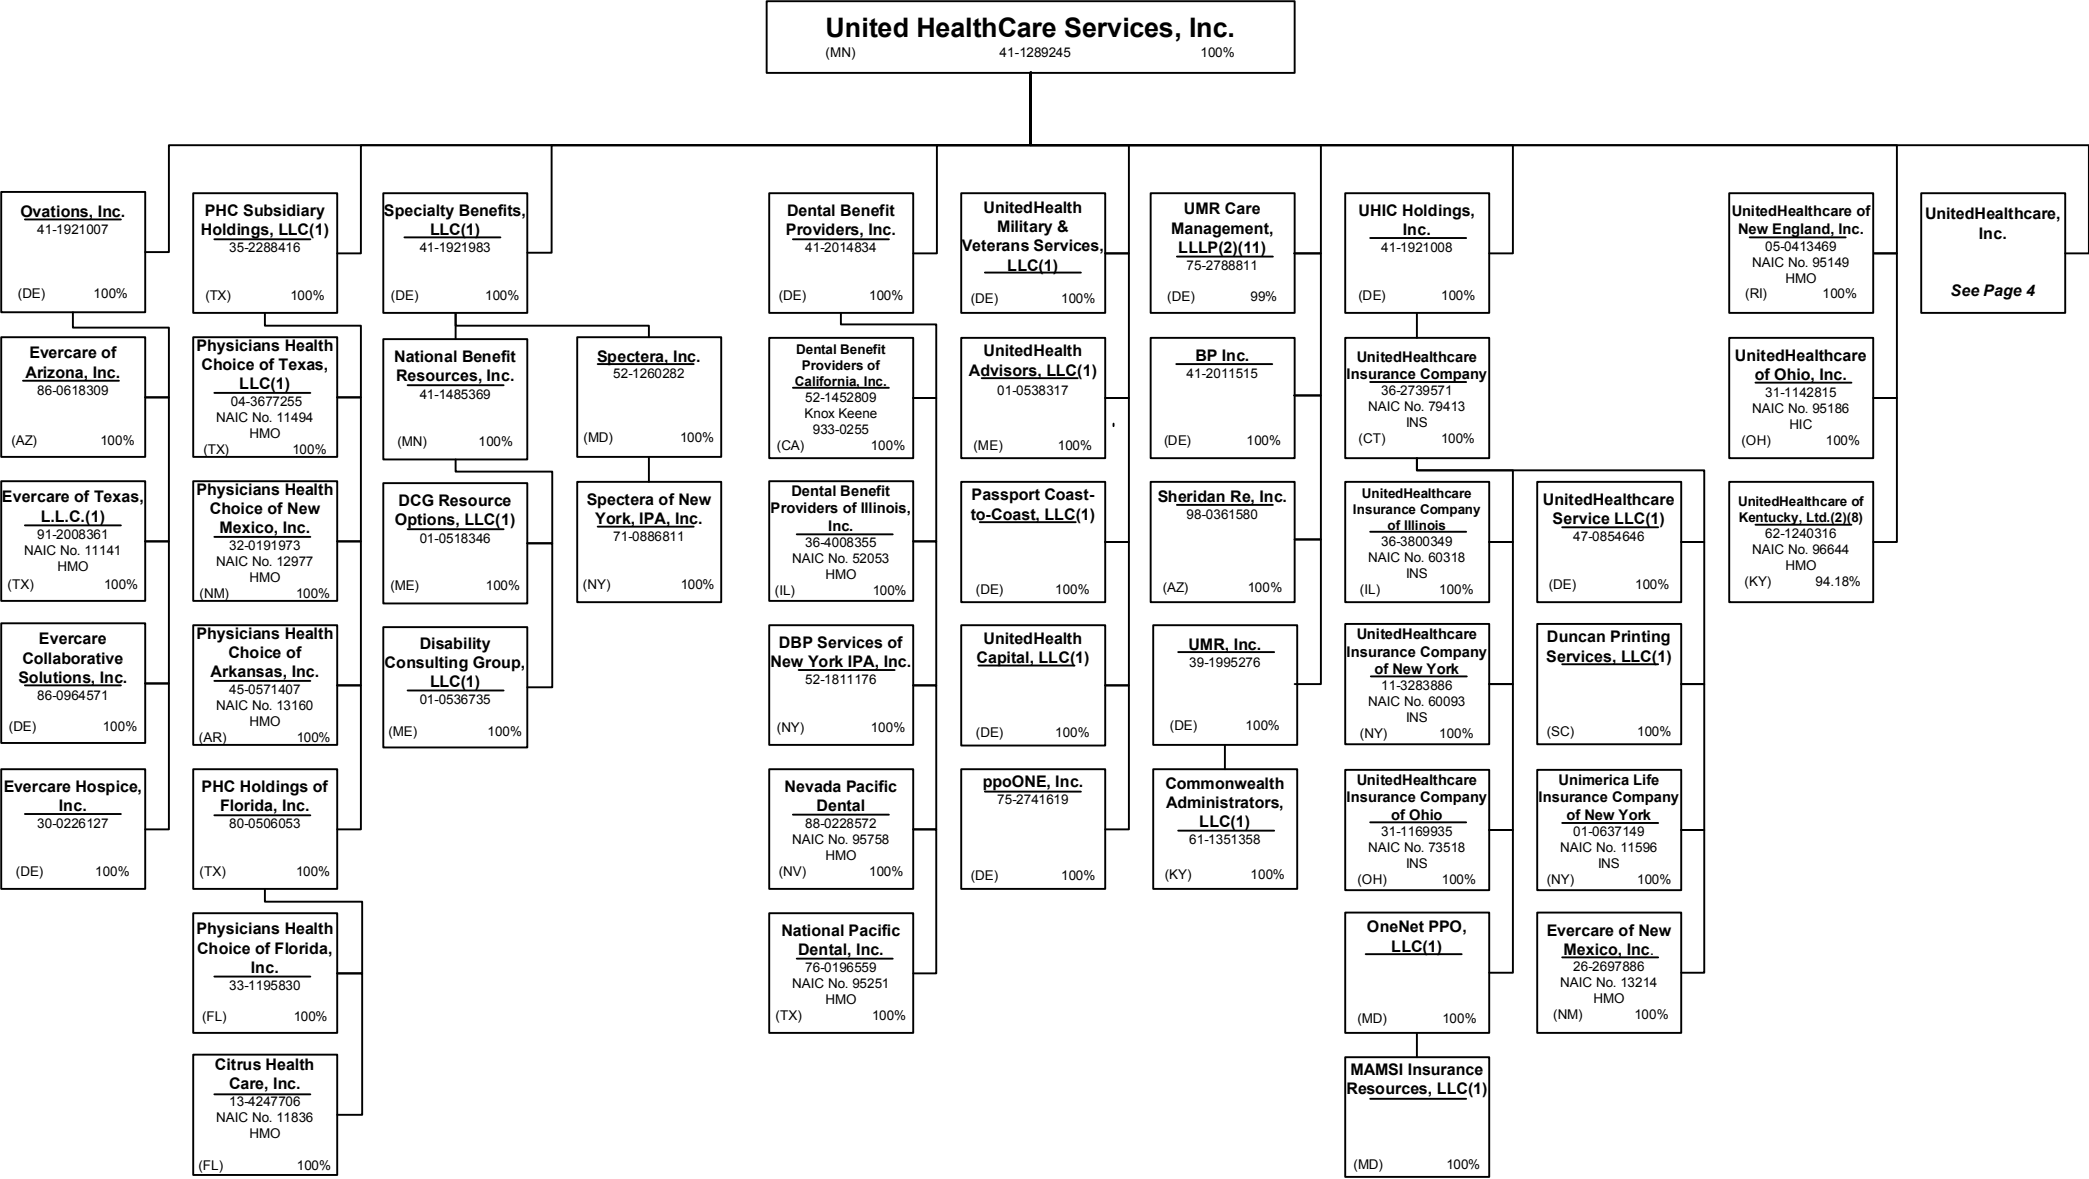 United HealthCare Services, Inc.
(MN) 41-1289245 100%
Ovations, Inc.
41-1921007
(DE) 100%
Evercare of
Arizona, Inc.
86-0618309
(AZ) 100%
Evercare of Texas,
L.L.C.(1)
91-2008361
NAIC No. 11141
HMO
(TX) 100%
Evercare
Collaborative
Solutions, Inc.
86-0964571
(DE) 100%
Evercare Hospice,
Inc.
30-0226127
(DE) 100%
PHC Subsidiary
Holdings, LLC(1)
35-2288416
(TX) 100%
Physicians Health
Choice of Texas,
LLC(1)
04-3677255
NAIC No. 11494
HMO
(TX) 100%
Physicians Health
Choice of New
Mexico, Inc.
32-0191973
NAIC No. 12977
HMO
(NM) 100%
Physicians Health
Choice of
Arkansas, Inc.
45-0571407
NAIC No. 13160
HMO
(AR) 100%
PHC Holdings of
Florida, Inc.
80-0506053
(TX) 100%
Physicians Health
Choice of Florida,
Inc.
33-1195830
(FL) 100%
Citrus Health
Care, Inc.
13-4247706
NAIC No. 11836
HMO
(FL) 100%
Specialty Benefits,
LLC(1)
41-1921983
(DE) 100%
National Benefit
Resources, Inc.
41-1485369
(MN) 100%
DCG Resource
Options, LLC(1)
01-0518346
(ME) 100%
Disability
Consulting Group,
LLC(1)
01-0536735
(ME) 100%
Spectera, Inc.
52-1260282
(MD) 100%
Spectera of New
York, IPA, Inc.
71-0886811
(NY) 100%
Dental Benefit
Providers, Inc.
41-2014834
(DE) 100%
Dental Benefit
Providers of
California, Inc.
52-1452809
Knox Keene
933-0255
(CA) 100%
Dental Benefit
Providers of Illinois,
Inc.
36-4008355
NAIC No. 52053
HMO
(IL) 100%
DBP Services of
New York IPA, Inc.
52-1811176
(NY) 100%
Nevada Pacific
Dental
88-0228572
NAIC No. 95758
HMO
(NV) 100%
National Pacific
Dental, Inc.
76-0196559
NAIC No. 95251
HMO
(TX) 100%
UnitedHealth
Military &
Veterans Services,
LLC(1)
(DE) 100%
UnitedHealth
Advisors, LLC(1)
01-0538317
(ME) 100%
Passport Coast-
to-Coast, LLC(1)
(DE) 100%
UnitedHealth
Capital, LLC(1)
(DE) 100%
ppoONE, Inc.
75-2741619
(DE) 100%
UMR Care
Management,
LLLP(2)(11)
75-2788811
(DE) 99%
BP Inc.
41-2011515
(DE) 100%
Sheridan Re, Inc.
98-0361580
(AZ) 100%
UMR, Inc.
39-1995276
(DE) 100%
Commonwealth
Administrators,
LLC(1)
61-1351358
(KY) 100%
UHIC Holdings,
Inc.
41-1921008
(DE) 100%
UnitedHealthcare
Insurance Company
36-2739571
NAIC No. 79413
INS
(CT) 100%
UnitedHealthcare
Insurance Company
of Illinois
36-3800349
NAIC No. 60318
INS
(IL) 100%
UnitedHealthcare
Insurance Company
of New York
11-3283886
NAIC No. 60093
INS
(NY) 100%
UnitedHealthcare
Insurance Company
of Ohio
31-1169935
NAIC No. 73518
INS
(OH) 100%
OneNet PPO,
LLC(1)
(MD) 100%
MAMSI Insurance
Resources, LLC(1)
(MD) 100%
UnitedHealthcare
Service LLC(1)
47-0854646
(DE) 100%
Duncan Printing
Services, LLC(1)
(SC) 100%
Unimerica Life
Insurance Company
of New York
01-0637149
NAIC No. 11596
INS
(NY) 100%
Evercare of New
Mexico, Inc.
26-2697886
NAIC No. 13214
HMO
(NM) 100%
UnitedHealthcare of
New England, Inc.
05-0413469
NAIC No. 95149
HMO
(RI) 100%
UnitedHealthcare
of Ohio, Inc.
31-1142815
NAIC No. 95186
HIC
(OH) 100%
UnitedHealthcare of
Kentucky, Ltd.(2)(8)
62-1240316
NAIC No. 96644
HMO
(KY) 94.18%
UnitedHealthcare,
Inc.
See Page 4